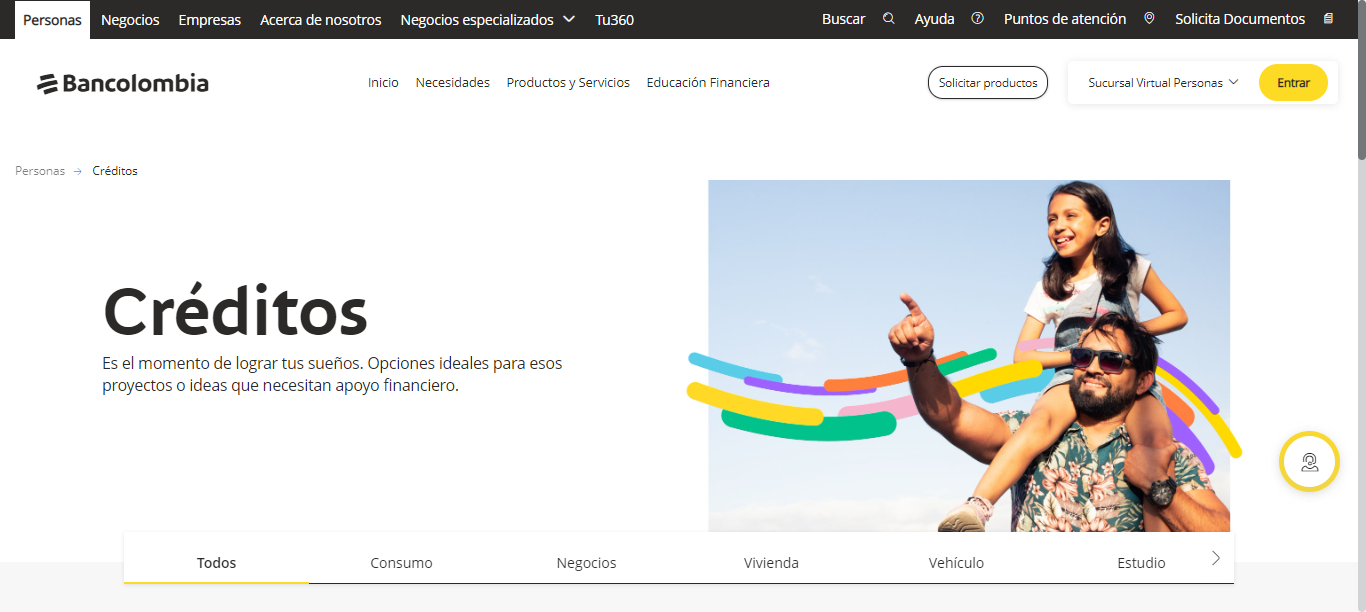 Personas Negocios Empresas Acerca de nosotros Negocios especializados Tu360 Buscar Ayuda Puntos de atención Solicita Documentos
Bancolombia Inicio Necesidades Productos y Servicios Educación Financiera Solicitar productos Sucursal Virtual Personas Entrar
Personas Créditos
Créditos
Es el momento de lograr tus sueños. Opciones ideales para esos
proyectos o ideas que necesitan apoyo financiero.
Todos Consumo Negocios Vivienda Vehículo Estudio